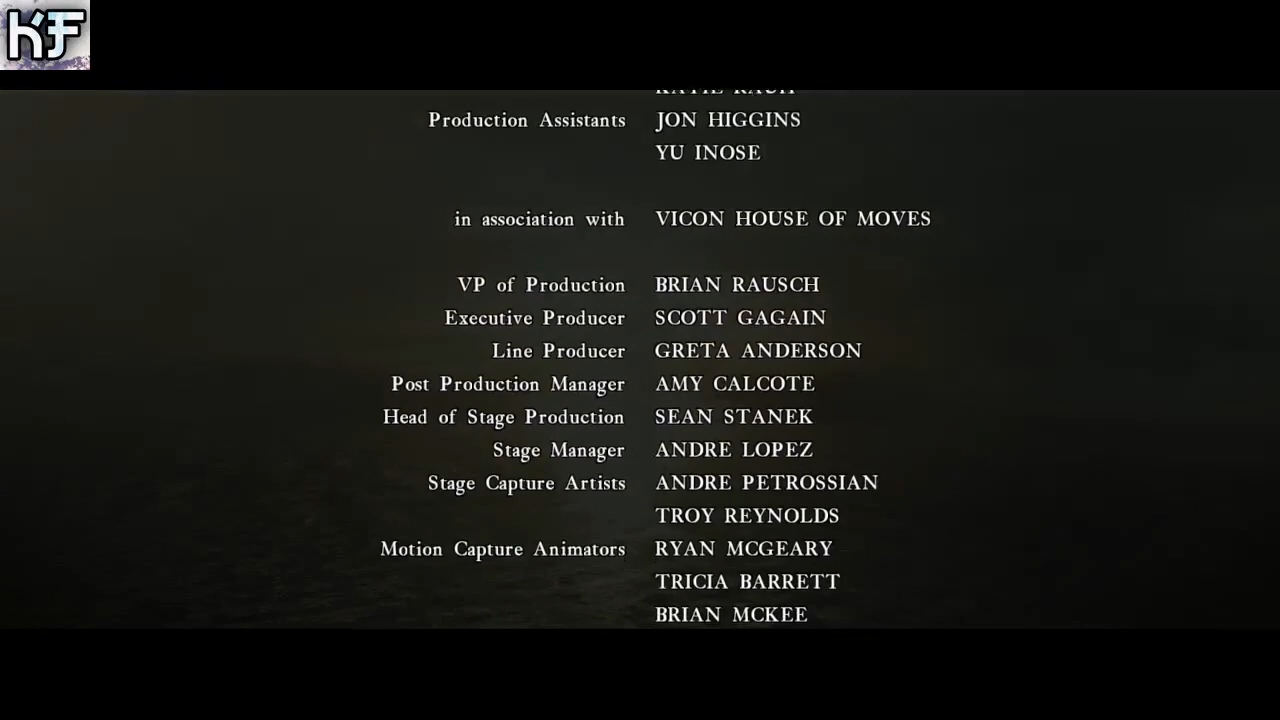 KF
Production Assistants JON HIGGINS
YU INOSE
in association with VICON HOUSE OF MOVES
VP of Production BRIAN RAUSCH
Executive Producer SCOTT GAGAIN
Line Producer GRETA ANDERSON
Post Production Manager AMY CALCOTE
Head of Stage Production SEAN STANEK
Stage Manager ANDRE LOPEZ
Stage Capture Artists ANDRE PETROSSIAN
TROY REYNOLDS
Motion Capture Animators RYAN MCGEARY
TRICIA BARRETT
BRIAN MCKEE